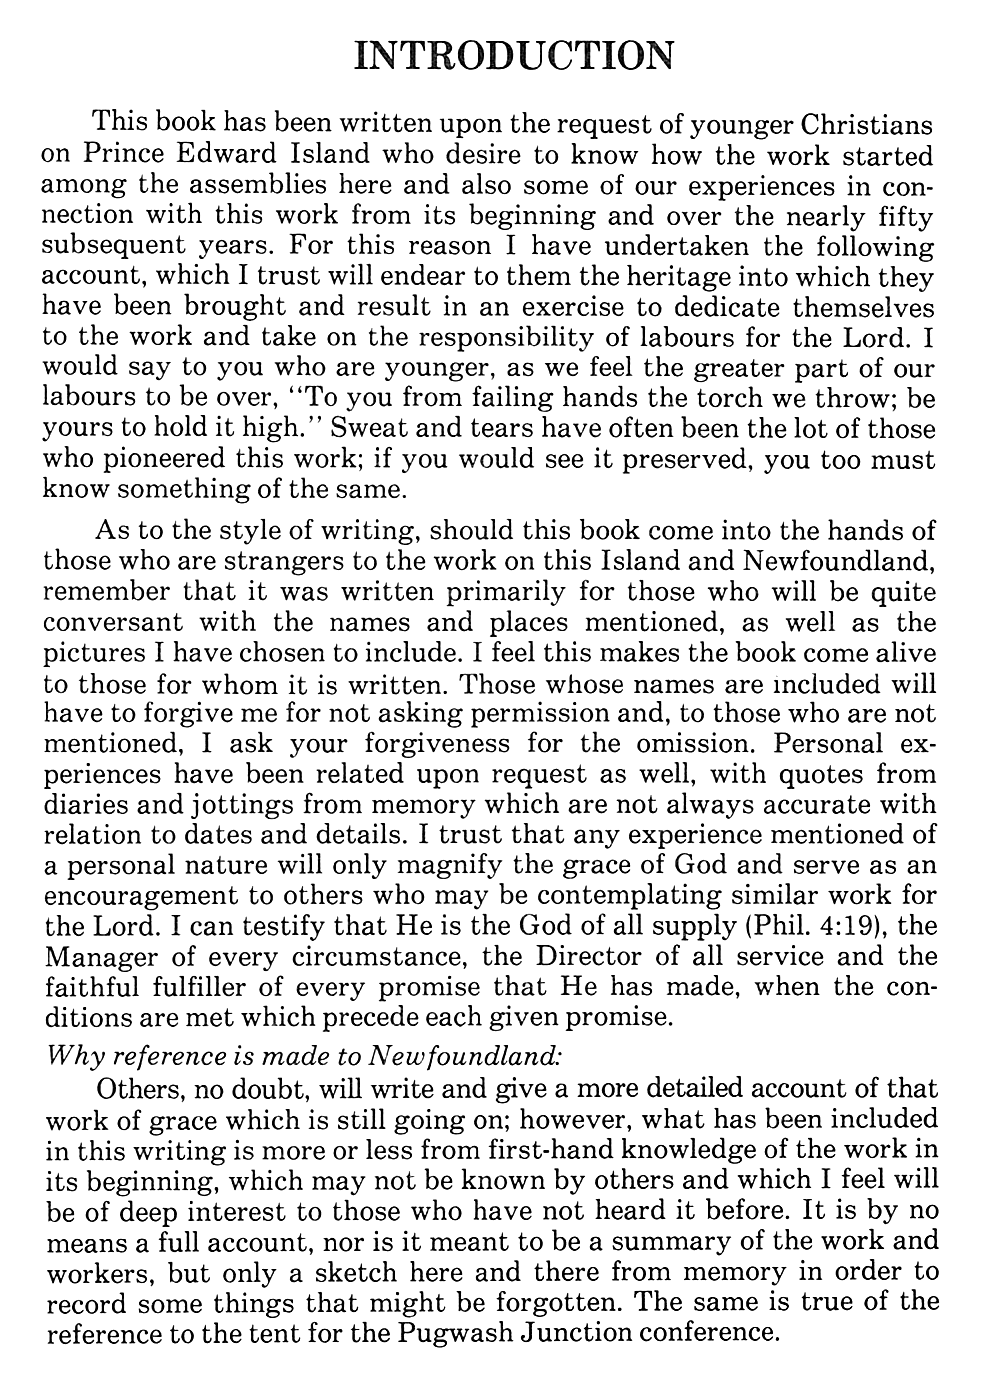 INTRODUCTION
This book has been written upon the request of younger Christians
on Prince Edward Island who desire to know how the work started
among the assemblies here and also some of our experiences in con-
nection with this work from its beginning and over the nearly fifty
subsequent years. For this reason I have undertaken the following
account, which I trust will endear to them the heritage into which they
have been brought and result in an exercise to dedicate themselves
to the work and take on the responsibility of labours for the Lord. I
would say to you who are younger, as we feel the greater part of our
labours to be over, "To you from failing hands the torch we throw; be
yours to hold it high." Sweat and tears have often been the lot of those
who pioneered this work; if you would see it preserved, you too must
know something of the same.
As to the style of writing, should this book come into the hands of
those who are strangers to the work on this Island and Newfoundland,
remember that it was written primarily for those who will be quite
conversant with the names and places mentioned, as well as the
pictures I have chosen to include. I feel this makes the book come alive
to those for whom it is written. Those whose names are included will
have to forgive me for not asking permission and, to those who are not
mentioned, I ask your forgiveness for the omission. Personal ex-
periences have been related upon request as well, with quotes from
diaries and jottings from memory which are not always accurate with
relation to dates and details. I trust that any experience mentioned of
a personal nature will only magnify the grace of God and serve as an
encouragement to others who may be contemplating similar work for
the Lord. I can testify that He is the God of all supply (Phil. 4:19), the
Manager of every circumstance, the Director of all service and the
faithful fulfiller of every promise that He has made, when the con-
ditions are met which precede each given promise.
Why reference is made to Newfoundland:
Others, no doubt, will write and give a more detailed account of that
work of grace which is still going on; however, what has been included
in this writing is more or less from first-hand knowledge of the work in
its beginning, which may not be known by others and which I feel will
be of deep interest to those who have not heard it before. It is by no
means a full account, nor is it meant to be a summary of the work and
workers, but only a sketch here and there from memory in order to
record some things that might be forgotten. The same is true of the
reference to the tent for the Pugwash Junction conference.